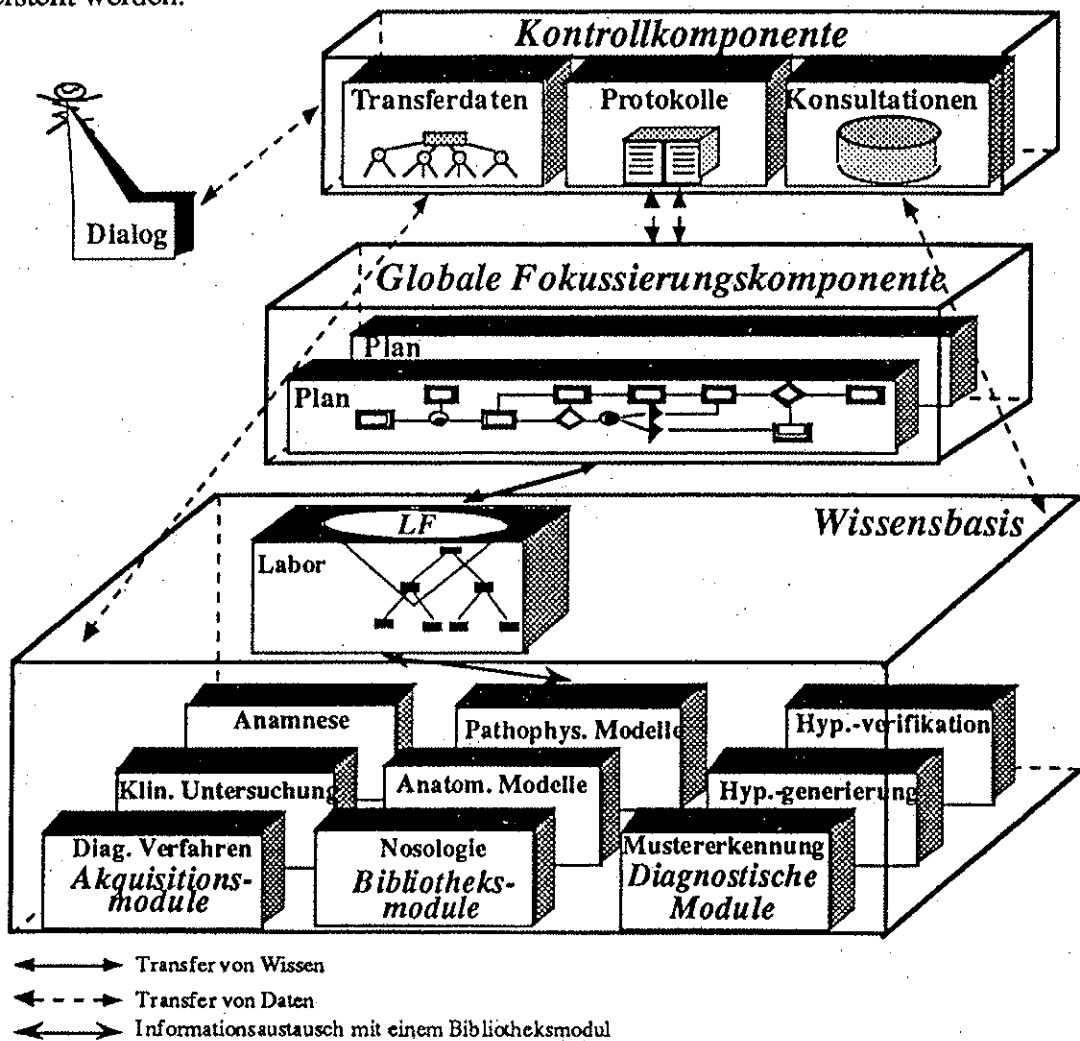 erstellt werden.
Kontrollkomponente
Transferdaten
Protokolle
Konsultationen
Dialog
Globale Fokussierungskomponente
Plan
Plan
Wissensbasis
LF
Labor
Anamnese
Pathophys. Modelle
Hyp.-verifikation
Klin. Untersuchung
Anatom. Modelle
Hyp.-generierung
Diag. Verfahren
Akquisitions-
module
Nosologie
Bibliotheks-
module
Mustererkennung
Diagnostische
Module
Transfer von Wissen
Transfer von Daten
Informationsaustausch mit einem Bibliotheksmodul